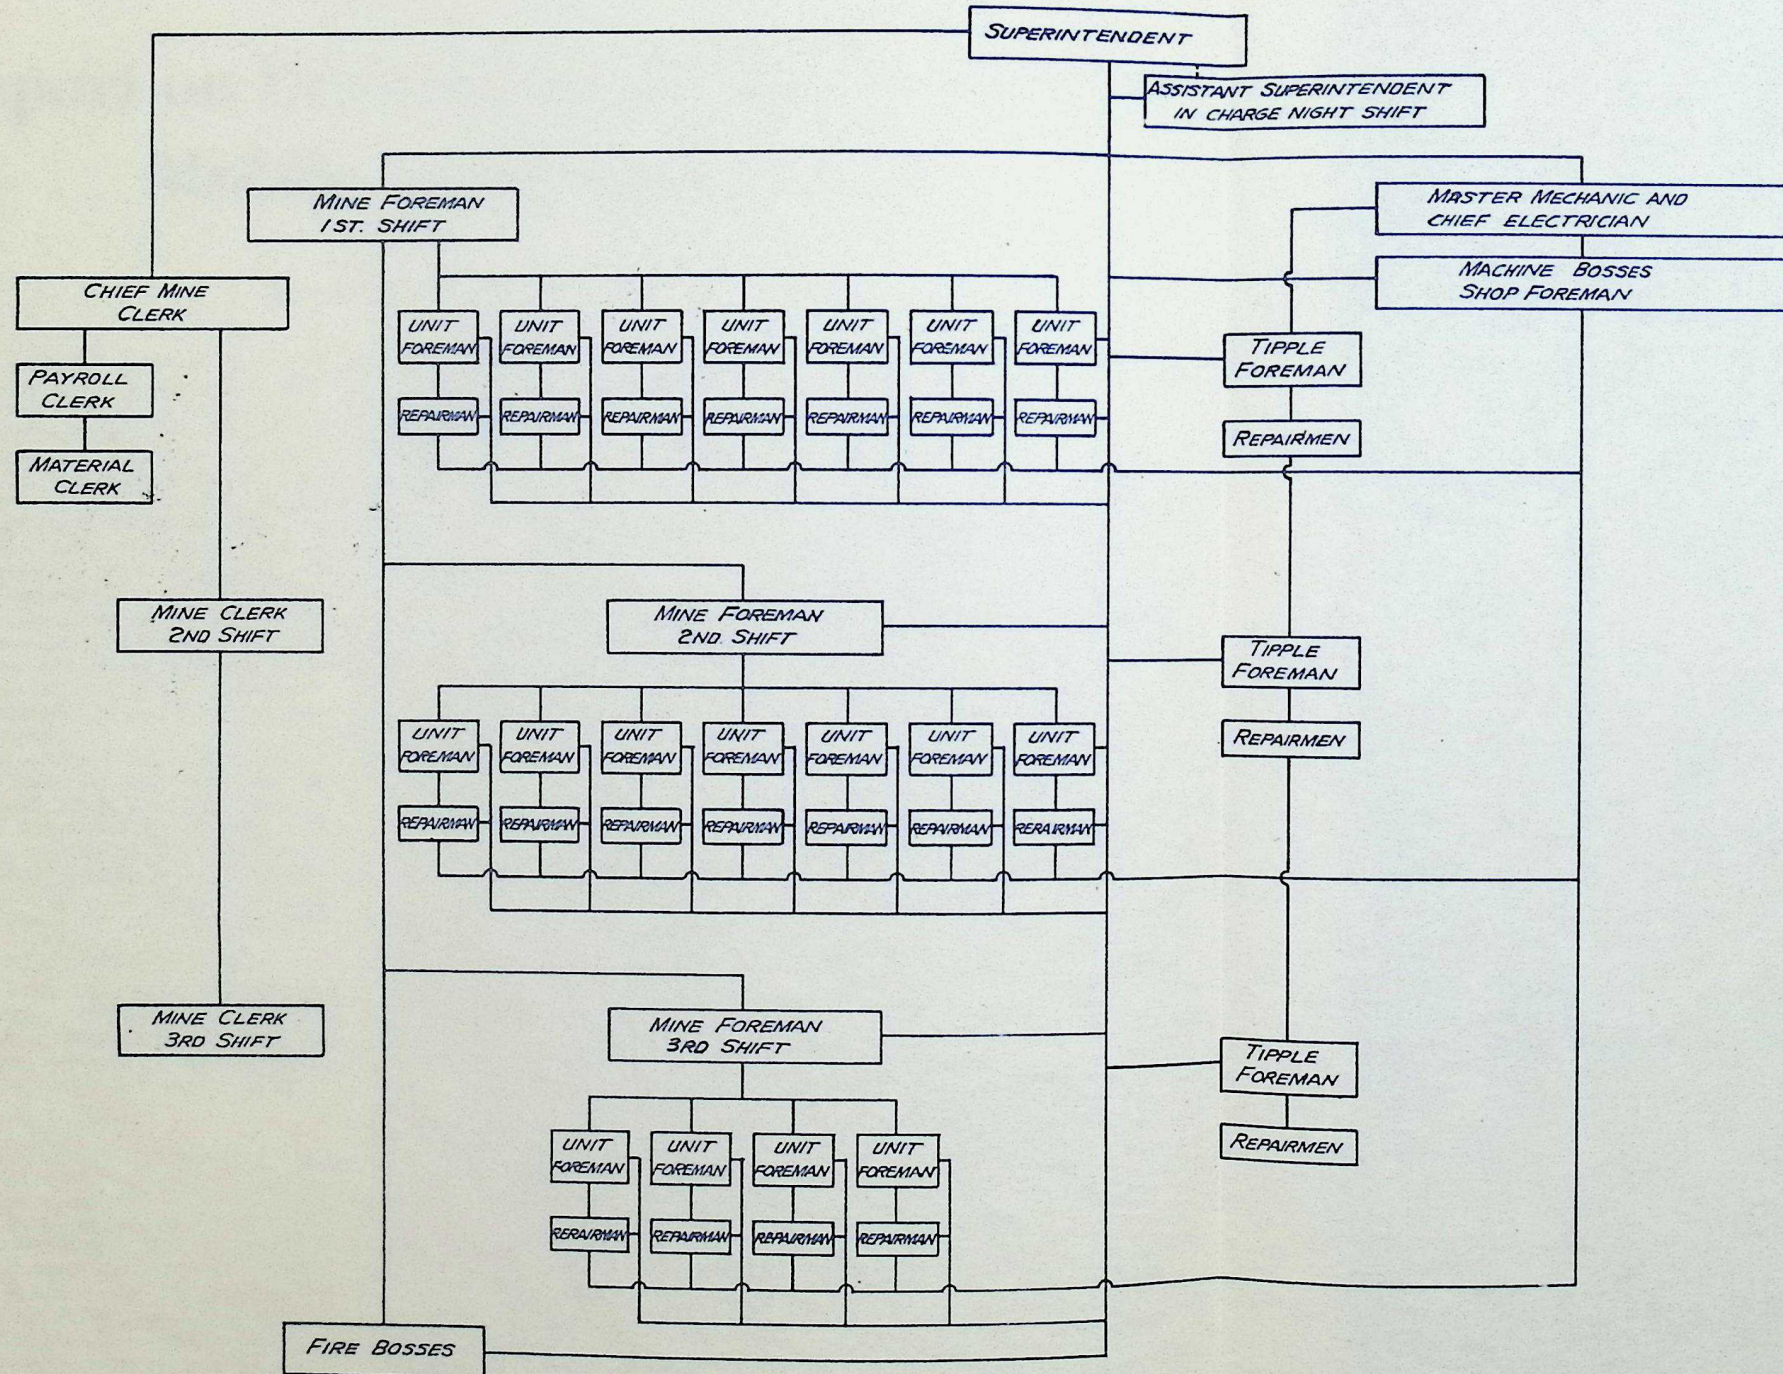 SUPERINTENDENT
ASSISTANT SUPERINTENDENT
IN CHARGE NIGHT SHIFT
MINE FOREMAN
1ST. SHIFT
MASTER MECHANIC AND
CHIEF ELECTRICIAN
MACHINE BOSSES
SHOP FOREMAN
CHIEF MINE
CLERK
PAYROLL
CLERK
MATERIAL
CLERK
UNIT
FOREMAN
UNIT
FOREMAN
UNIT
FOREMAN
UNIT
FOREMAN
UNIT
FOREMAN
UNIT
FOREMAN
UNIT
FOREMAN
REPAIRMAN
REPAIRMAN
REPAIRMAN
REPAIRMAN
REPAIRMAN
REPAIRMAN
REPAIRMAN
TIPPLE
FOREMAN
REPAIRMEN
MINE CLERK
2ND SHIFT
MINE FOREMAN
2ND. SHIFT
TIPPLE
FOREMAN
REPAIRMEN
UNIT
FOREMAN
UNIT
FOREMAN
UNIT
FOREMAN
UNIT
FOREMAN
UNIT
FOREMAN
UNIT
FOREMAN
UNIT
FOREMAN
REPAIRMAN
REPAIRMAN
REPAIRMAN
REPAIRMAN
REPAIRMAN
REPAIRMAN
RERAIRMAN
MINE CLERK
3RD SHIFT
MINE FOREMAN
3RD SHIFT
TIPPLE
FOREMAN
REPAIRMEN
UNIT
FOREMAN
UNIT
FOREMAN
UNIT
FOREMAN
UNIT
FOREMAN
RERAIRMAN
REPAIRMAN
REPAIRMAN
REPAIRMAN
FIRE BOSSES